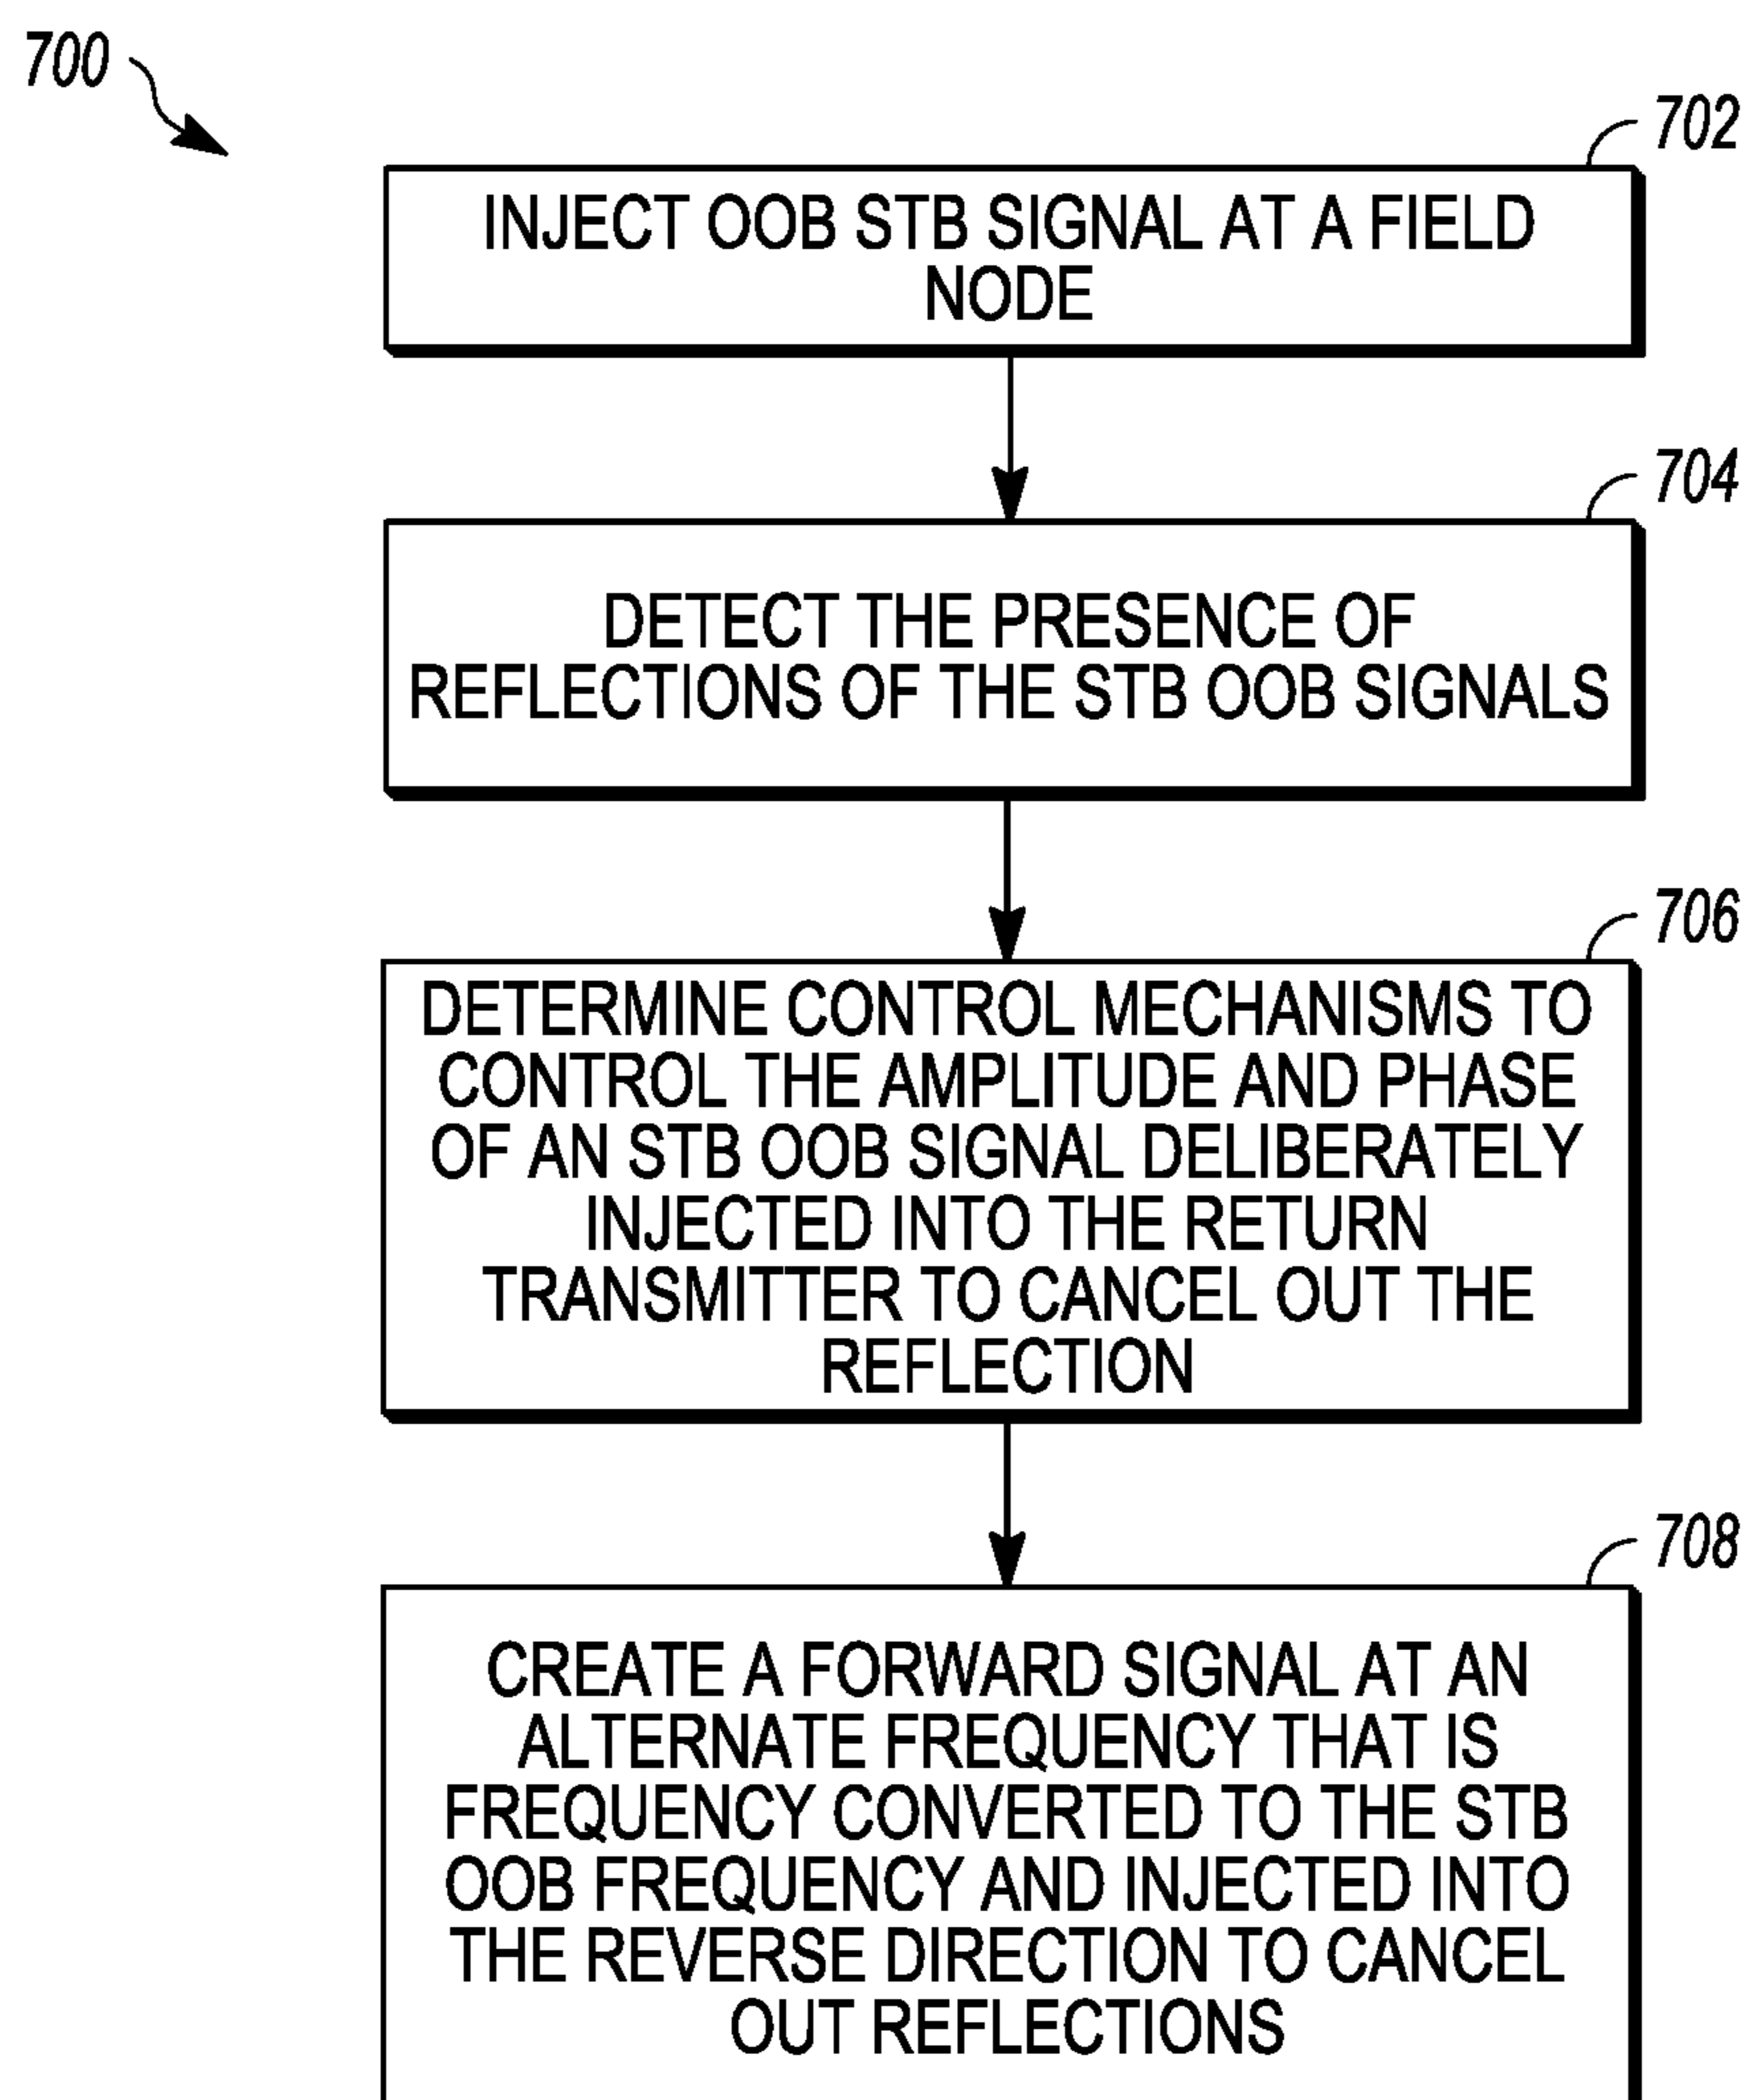 700
702
INJECT OOB STB SIGNAL AT A FIELD
NODE
704
DETECT THE PRESENCE OF
REFLECTIONS OF THE STB OOB SIGNALS
706
DETERMINE CONTROL MECHANISMS TO
CONTROL THE AMPLITUDE AND PHASE
OF AN STB OOB SIGNAL DELIBERATELY
INJECTED INTO THE RETURN
TRANSMITTER TO CANCEL OUT THE
REFLECTION
708
CREATE A FORWARD SIGNAL AT AN
ALTERNATE FREQUENCY THAT IS
FREQUENCY CONVERTED TO THE STB
OOB FREQUENCY AND INJECTED INTO
THE REVERSE DIRECTION TO CANCEL
OUT REFLECTIONS